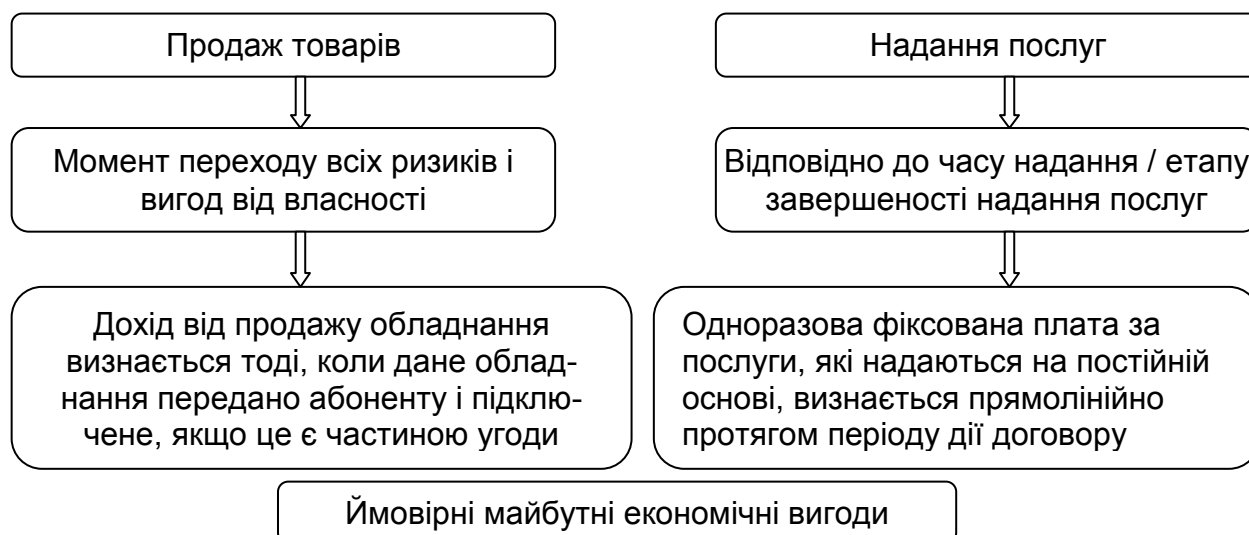 Продаж товарів
Надання послуг
Момент переходу всіх ризиків і
вигод від власності
Відповідно до часу надання / етапу
завершеності надання послуг
Дохід від продажу обладнання
визнається тоді, коли дане облад-
нання передано абоненту і підклю-
чене, якщо це є частиною угоди
Одноразова фіксована плата за
послуги, які надаються на постійній
основі, визнається прямолінійно
протягом періоду дії договору
Ймовірні майбутні економічні вигоди